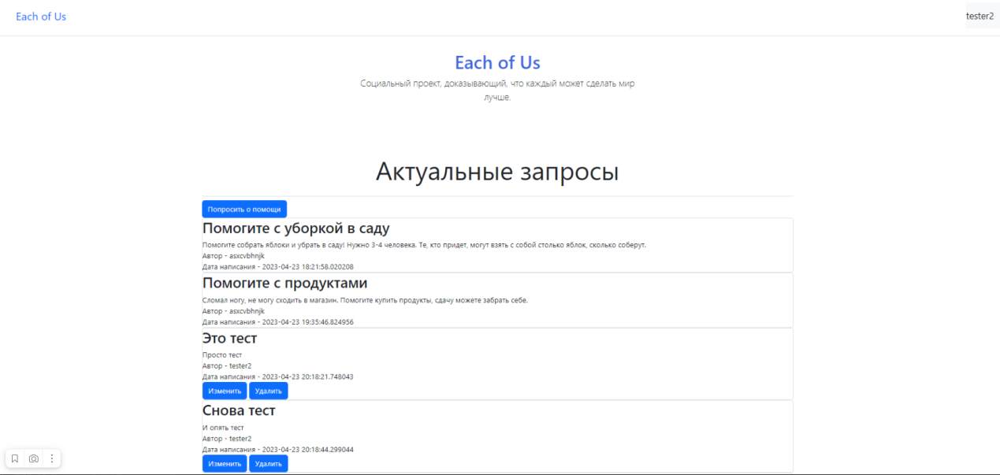 Each of Us
tester2
Each of Us
Социальный проект, доказывающий, что каждый может сделать мир
лучше.
Актуальные запросы
Попросить о помощи
Помогите с уборкой в саду
Помогите собрать яблоки и убрать в саду! Нужно 3-4 человека. Те, кто придет, могут взять с собой столько яблок, сколько соберут.
Автор - asxcvbhnjk
Дата написания - 2023-04-23 18:21:58.020208
Помогите с продуктами
Сломал ногу, не могу сходить в магазин. Помогите купить продукты, сдачу можете забрать себе.
Автор - asxcvbhnjk
Дата написания - 2023-04-23 19:35:46.824956
Это тест
Просто тест
Автор - tester2
Дата написания - 2023-04-23 20:18:21.748043
Изменить Удалить
Снова тест
И опять тест
Автор - tester2
Дата написания - 2023-04-23 20:18:44.299044
Изменить Удалить